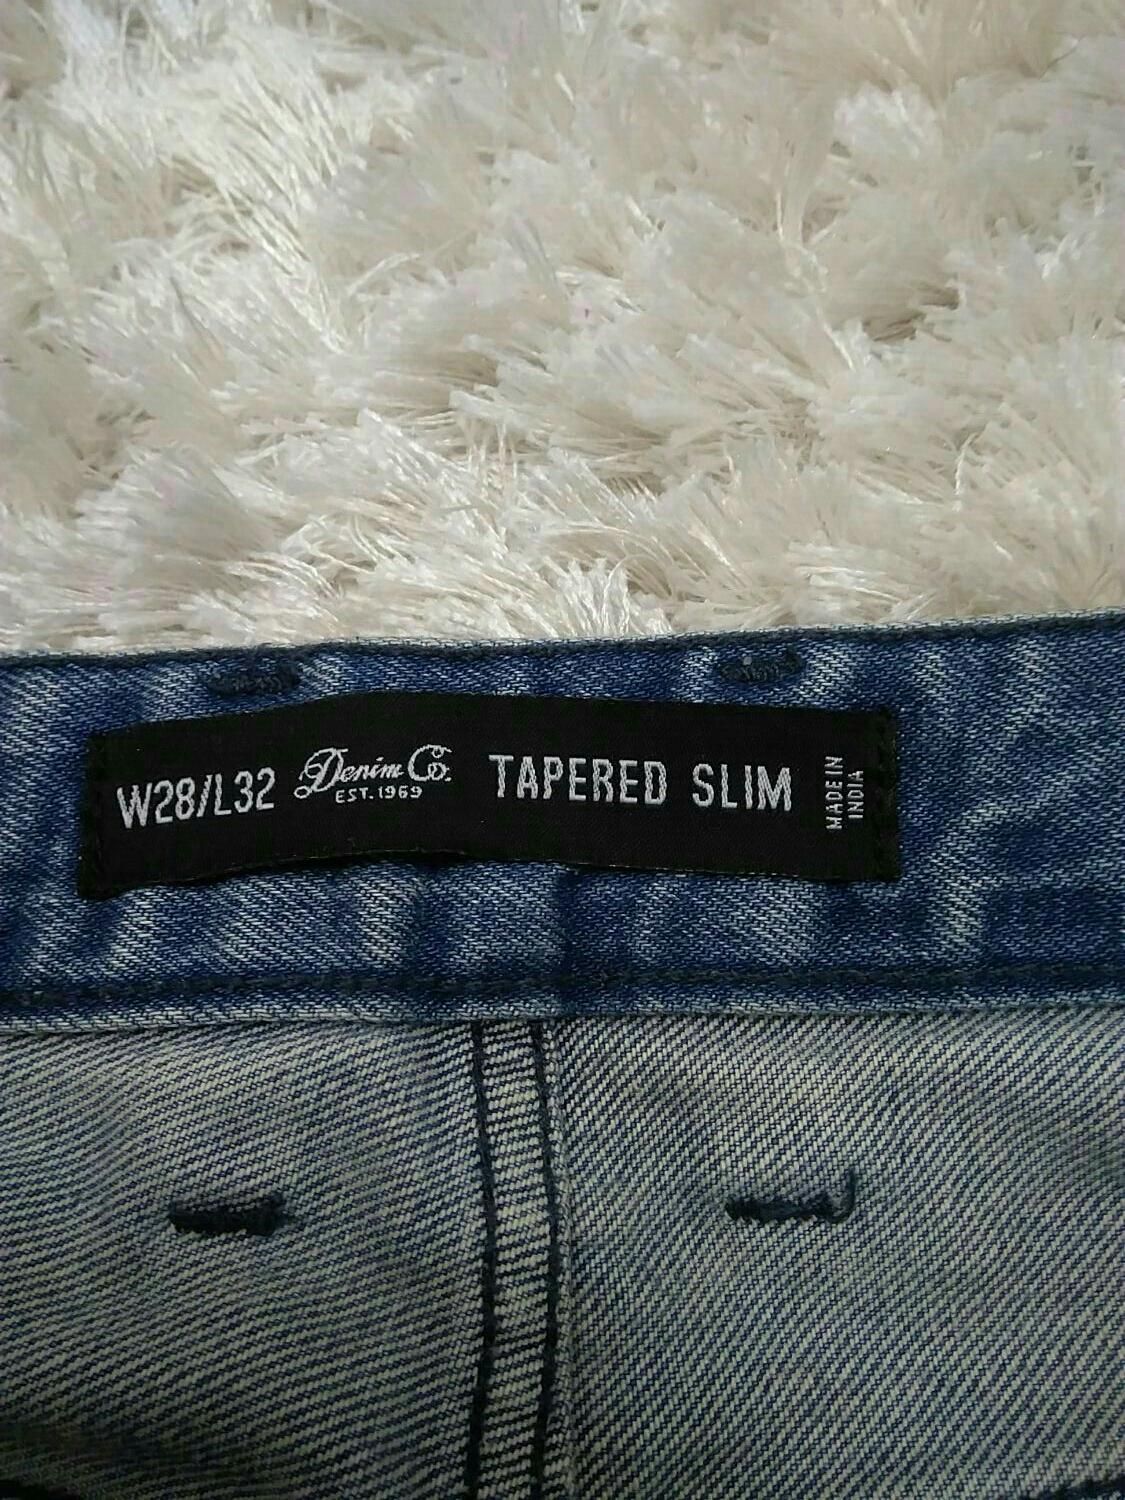 W28/L32 Denim Co. TAPERED SLIM
EST. 1969
MADE IN
INDIA